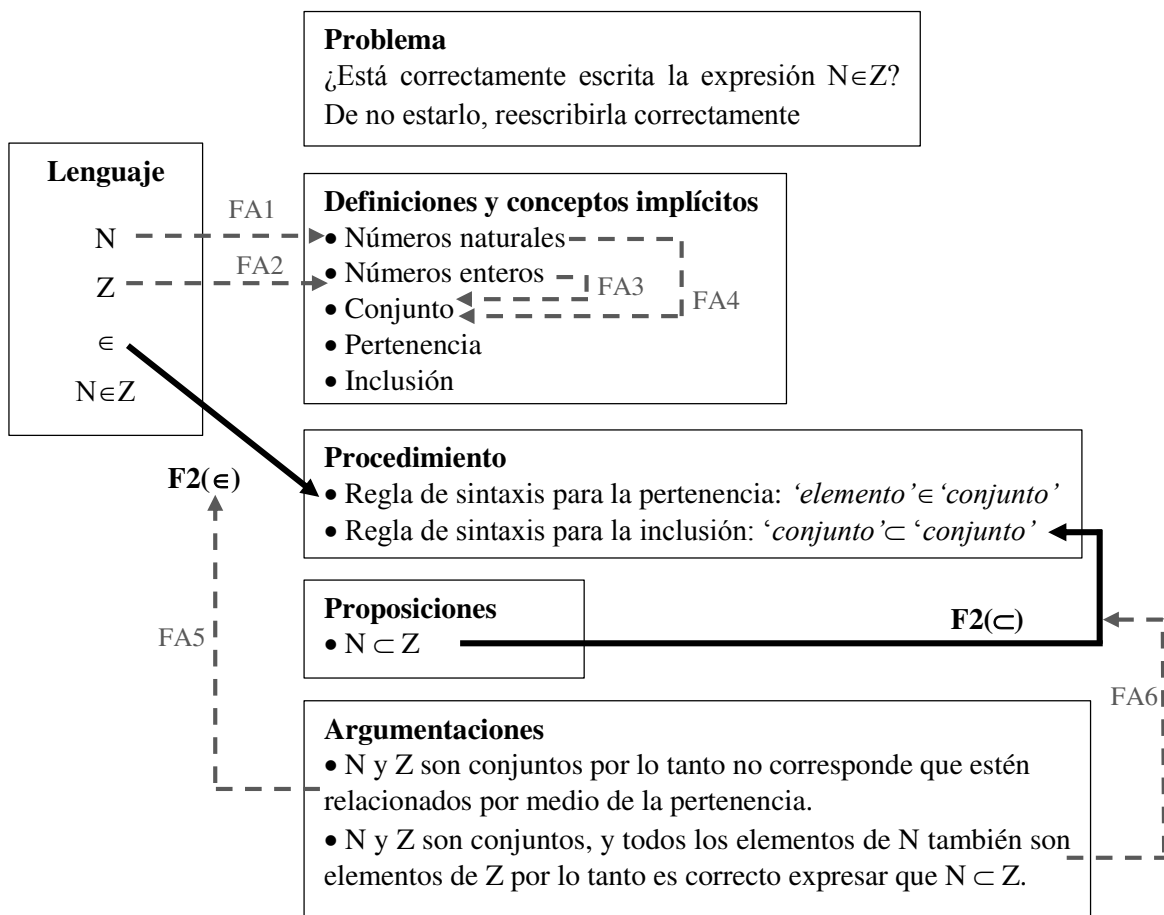 Problema
¿Está correctamente escrita la expresión N∈Z?
De no estarlo, reescribirla correctamente
Lenguaje
N
Z
∈
N∈Z
FA1
FA2
Definiciones y conceptos implícitos
• Números naturales
• Números enteros
• Conjunto
• Pertenencia
• Inclusión
FA3
FA4
Procedimiento
• Regla de sintaxis para la pertenencia: ‘elemento’∈‘conjunto’
• Regla de sintaxis para la inclusión: ‘conjunto’⊂ ‘conjunto’
F2(∈)
Proposiciones
• N ⊂ Z
F2(⊂)
FA5
FA6
Argumentaciones
• N y Z son conjuntos por lo tanto no corresponde que estén
relacionados por medio de la pertenencia.
• N y Z son conjuntos, y todos los elementos de N también son
elementos de Z por lo tanto es correcto expresar que N ⊂ Z.